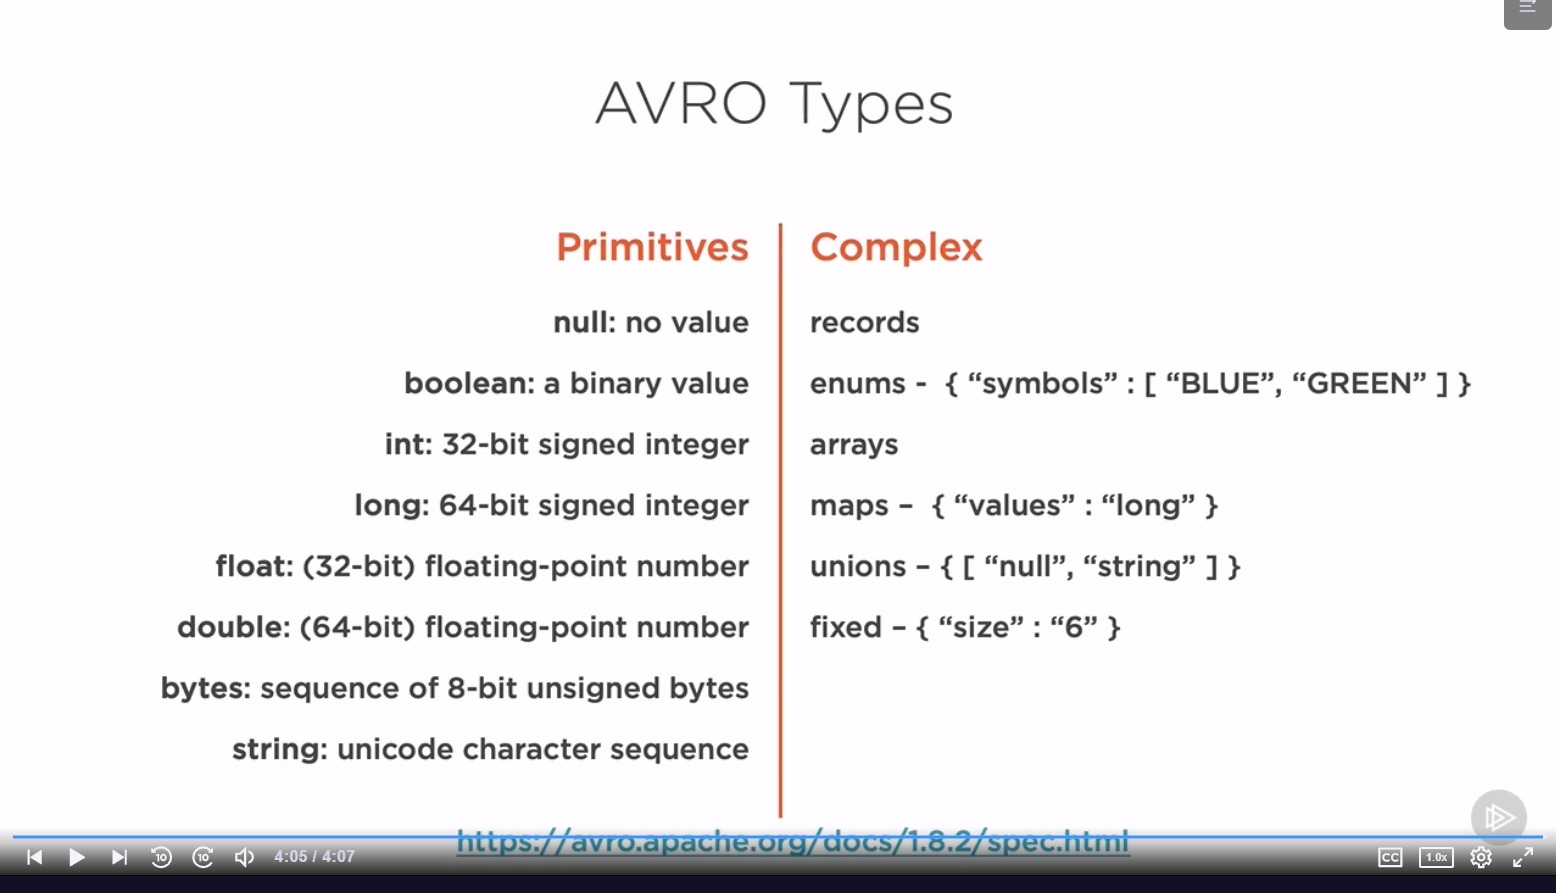 AVRO Types
Primitives
null: no value
boolean: a binary value
int: 32-bit signed integer
long: 64-bit signed integer
float: (32-bit) floating-point number
double: (64-bit) floating-point number
bytes: sequence of 8-bit unsigned bytes
string: unicode character sequence
Complex
records
enums - { “symbols” : [ “BLUE”, “GREEN” ] }
arrays
maps – { “values” : “long” }
unions – { [ “null”, “string” ] }
fixed – { “size” : “6” }
https://avro.apache.org/docs/1.8.2/spec.html
10 10 4:05 / 4:07 CC 1.0x